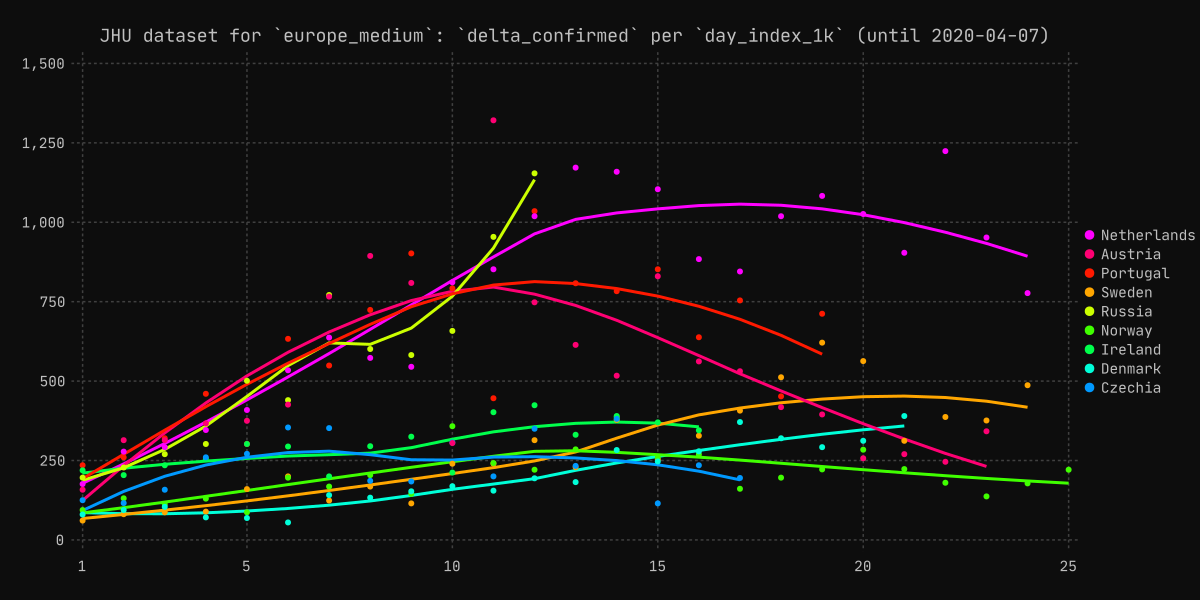 JHU dataset for `europe_medium`: `delta_confirmed` per `day_index_1k` (until 2020-04-07)
1,500
1,250
1,000
750
500
250
0
1 5 10 15 20 25
Netherlands
Austria
Portugal
Sweden
Russia
Norway
Ireland
Denmark
Czechia